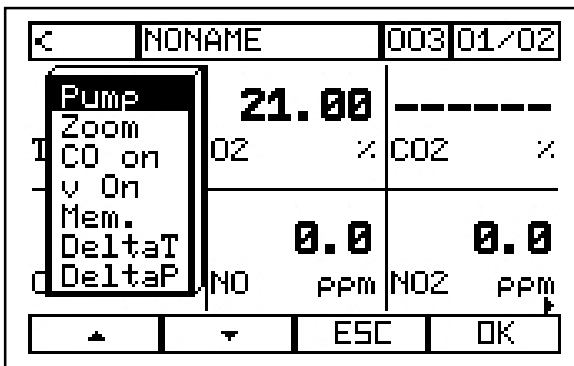 < NONAME 003 01/02
Pump
Zoom
CO on
v On
Mem.
DeltaT
DeltaP
21.00 ------
O2 % CO2 %
0.0 0.0
NO ppm NO2 ppm
ESC OK